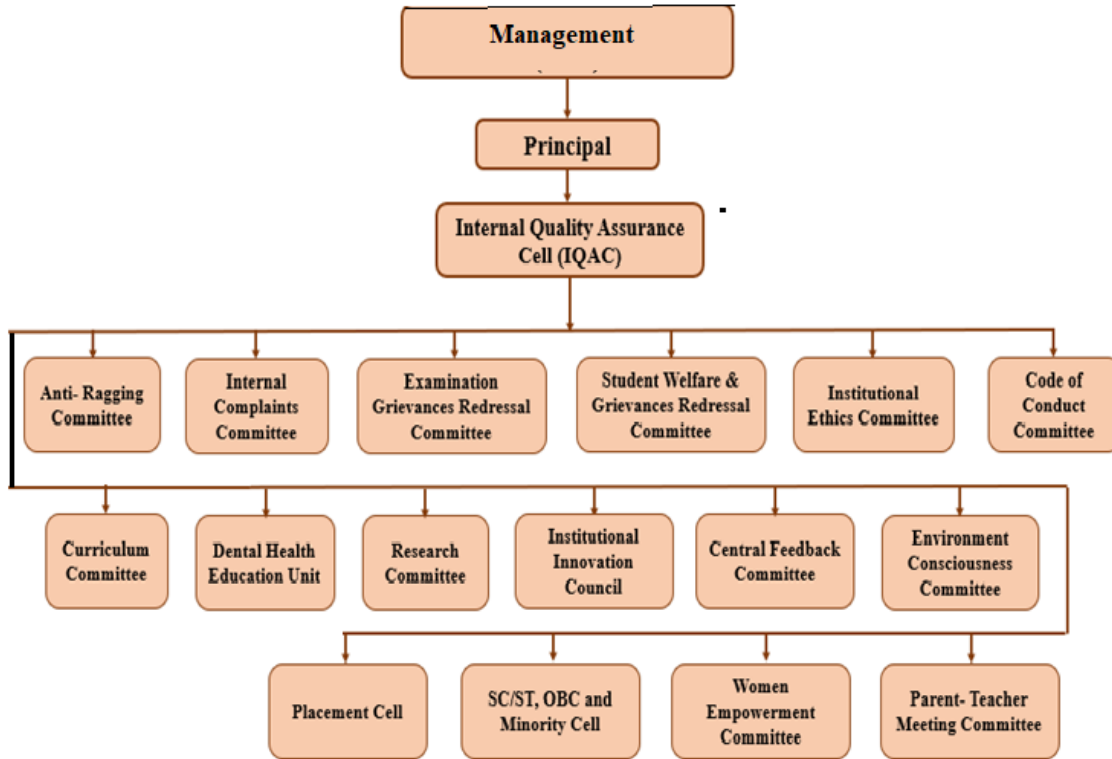 Management
Principal
Internal Quality Assurance
Cell (IQAC)
Anti- Ragging
Committee
Internal
Complaints
Committee
Examination
Grievances Redressal
Committee
Student Welfare &
Grievances Redressal
Committee
Institutional
Ethics Committee
Code of
Conduct
Committee
Curriculum
Committee
Dental Health
Education Unit
Research
Committee
Institutional
Innovation
Council
Central Feedback
Committee
Environment
Consciousness
Committee
Placement Cell
SC/ST, OBC and
Minority Cell
Women
Empowerment
Committee
Parent- Teacher
Meeting Committee